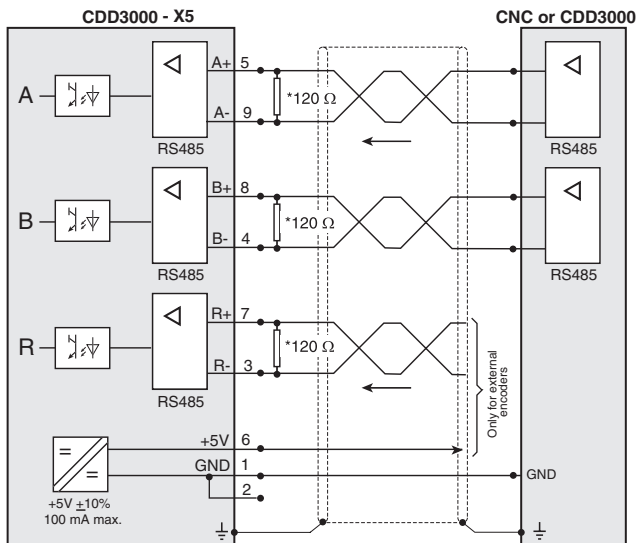 CDD3000 - X5
CNC or CDD3000
A
A+ 5
*120 Ω
A- 9
RS485
RS485
B
B+ 8
*120 Ω
B- 4
RS485
RS485
R
R+ 7
*120 Ω
R- 3
RS485
Only for external
encoders
+5V 6
GND 1
GND
2
+5V ±10%
100 mA max.